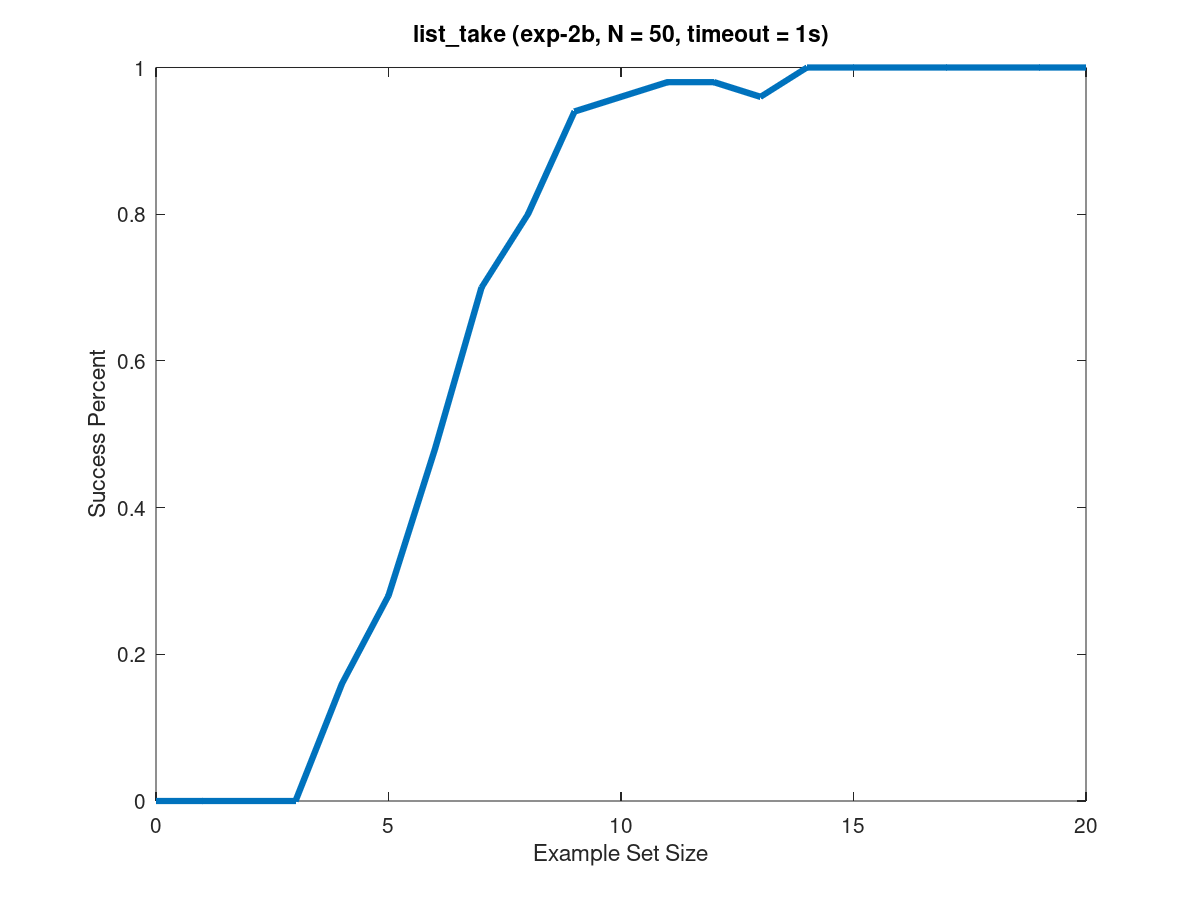 list_take (exp-2b, N = 50, timeout = 1s)
1
0.8
0.6
0.4
0.2
0
Success Percent
0 5 10 15 20
Example Set Size